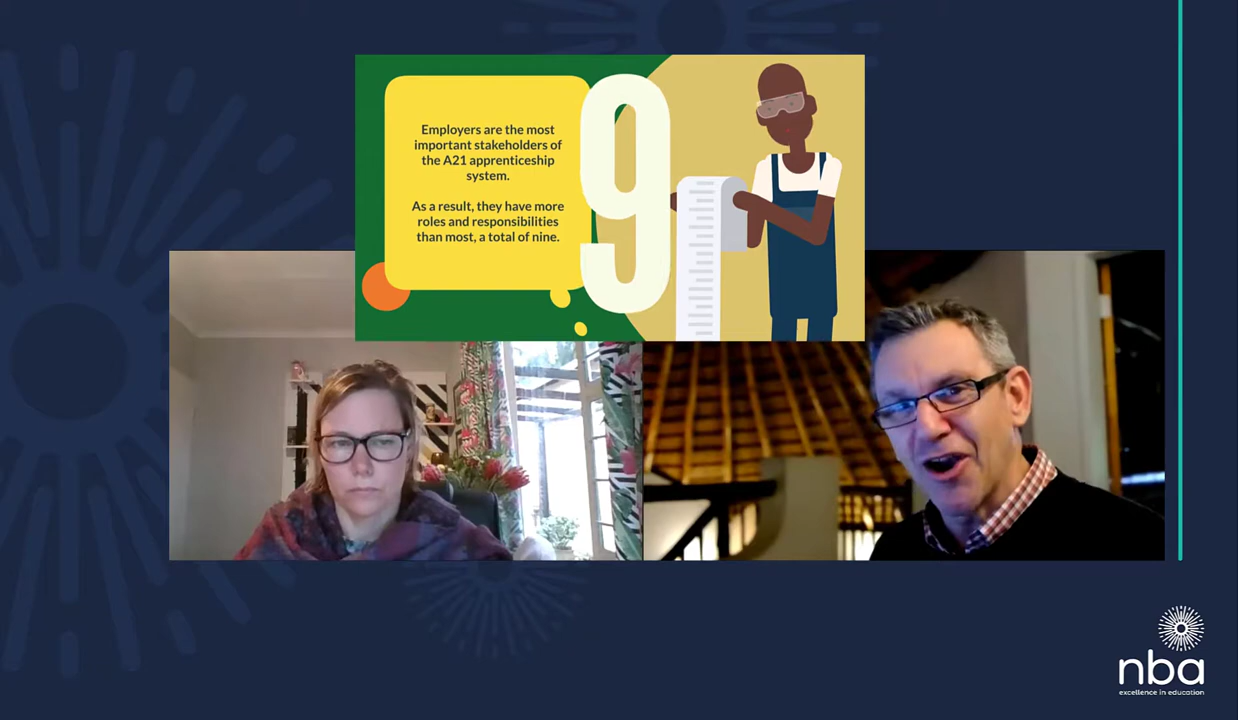 Employers are the most
important stakeholders of
the A21 apprenticeship
system.
As a result, they have more
roles and responsibilities
than most, a total of nine.
9
nba
excellence in education